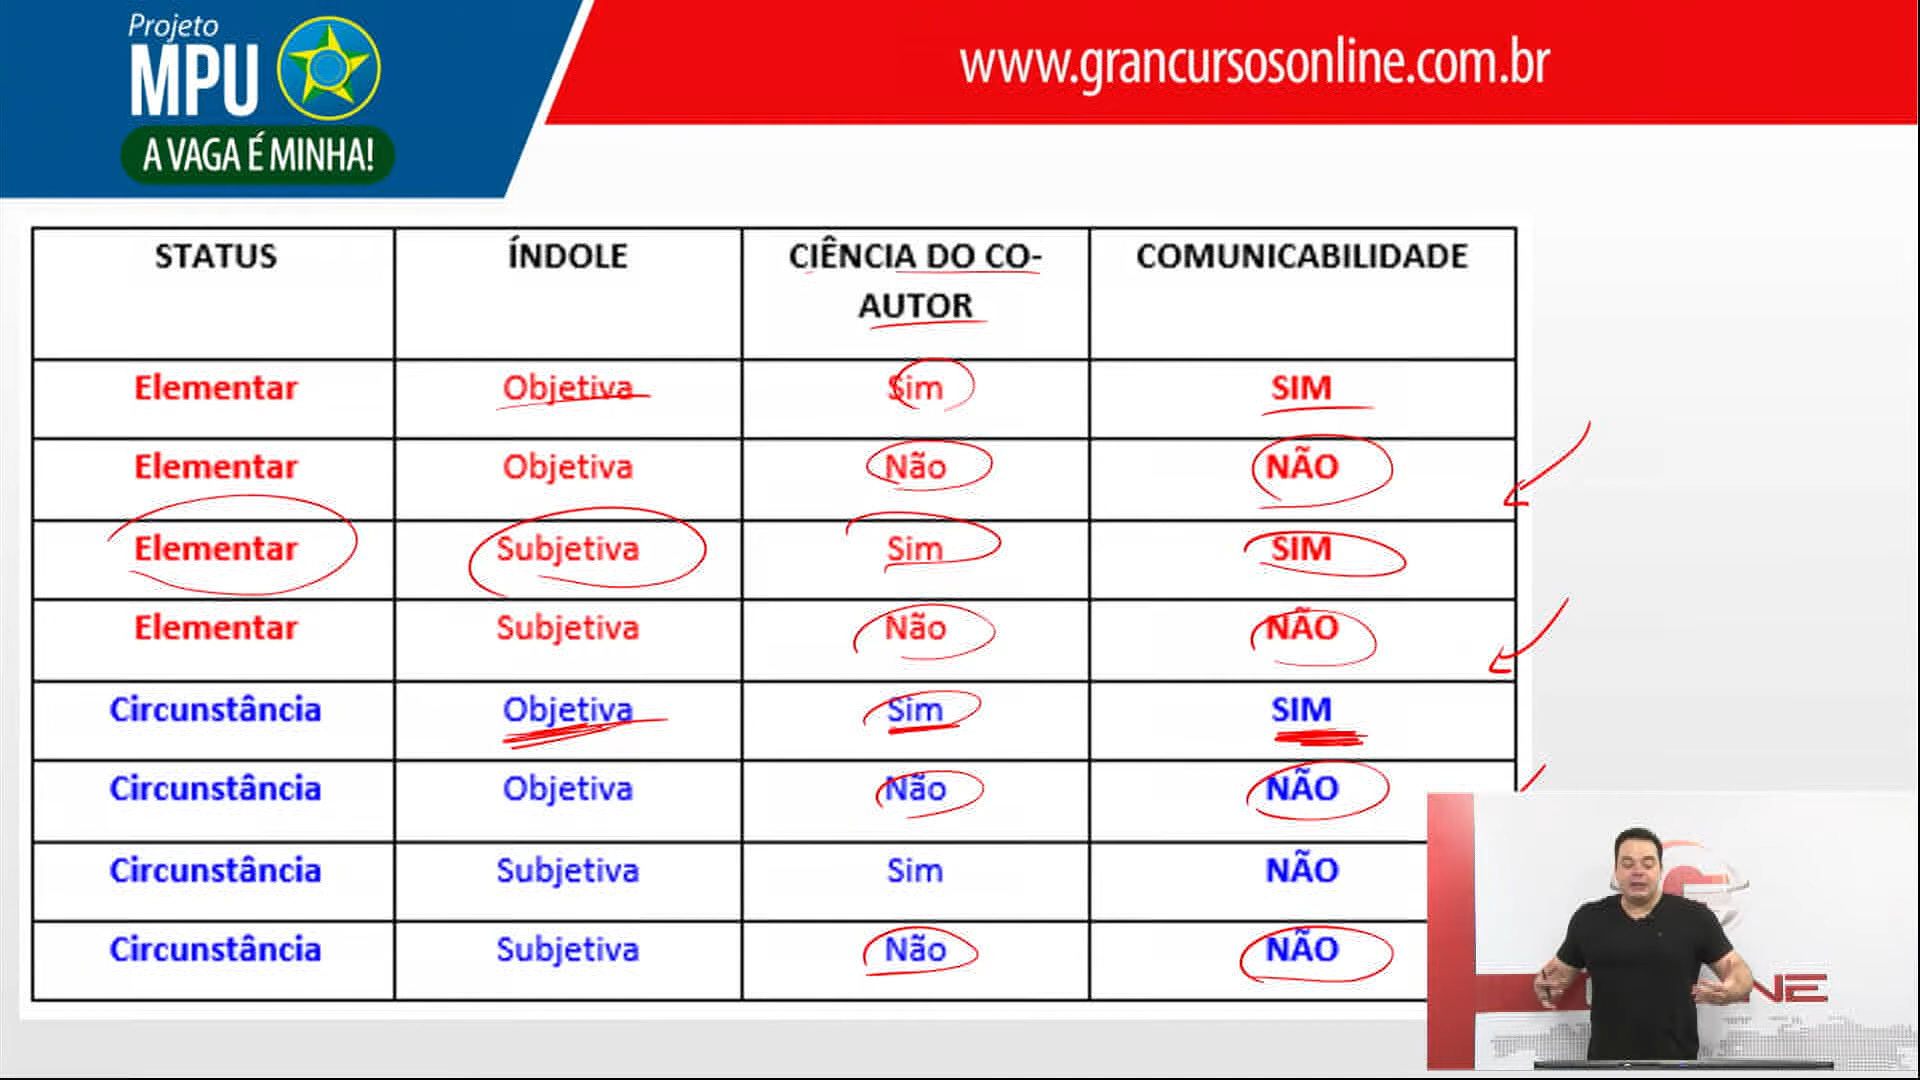 Projeto
MPU
A VAGA É MINHA!
www.grancursosonline.com.br
STATUS ÍNDOLE CIÊNCIA DO CO-AUTOR COMUNICABILIDADE
Elementar Objetiva Sim SIM
Elementar Objetiva Não NÃO
Elementar Subjetiva Sim SIM
Elementar Subjetiva Não NÃO
Circunstância Objetiva Sim SIM
Circunstância Objetiva Não NÃO
Circunstância Subjetiva Sim NÃO
Circunstância Subjetiva Não NÃO